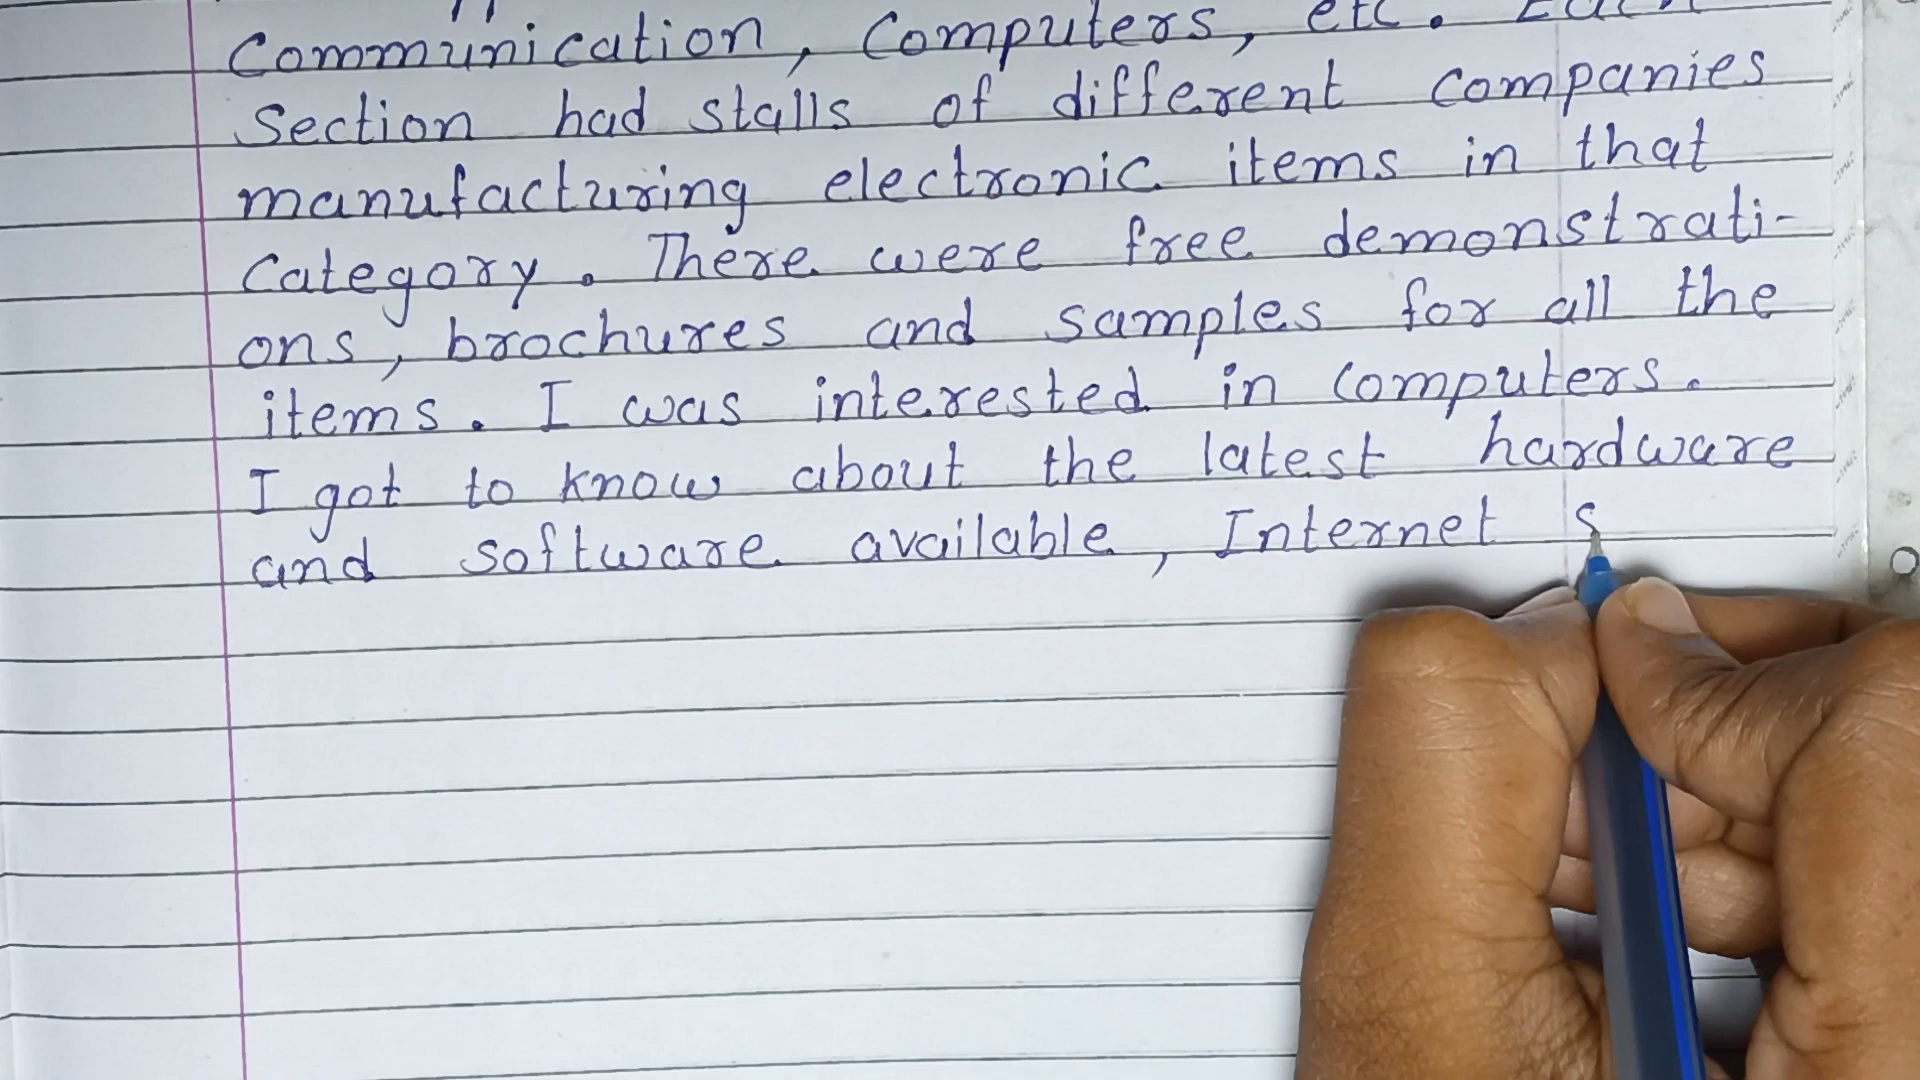 Communication, Computers, etc. Each
Section had stalls of different companies
manufacturing electronic items in that
Category. There were free demonstrati-
ons, brochures and samples for all the
items. I was interested in Computers.
I got to know about the latest hardware
and software available, Internet s